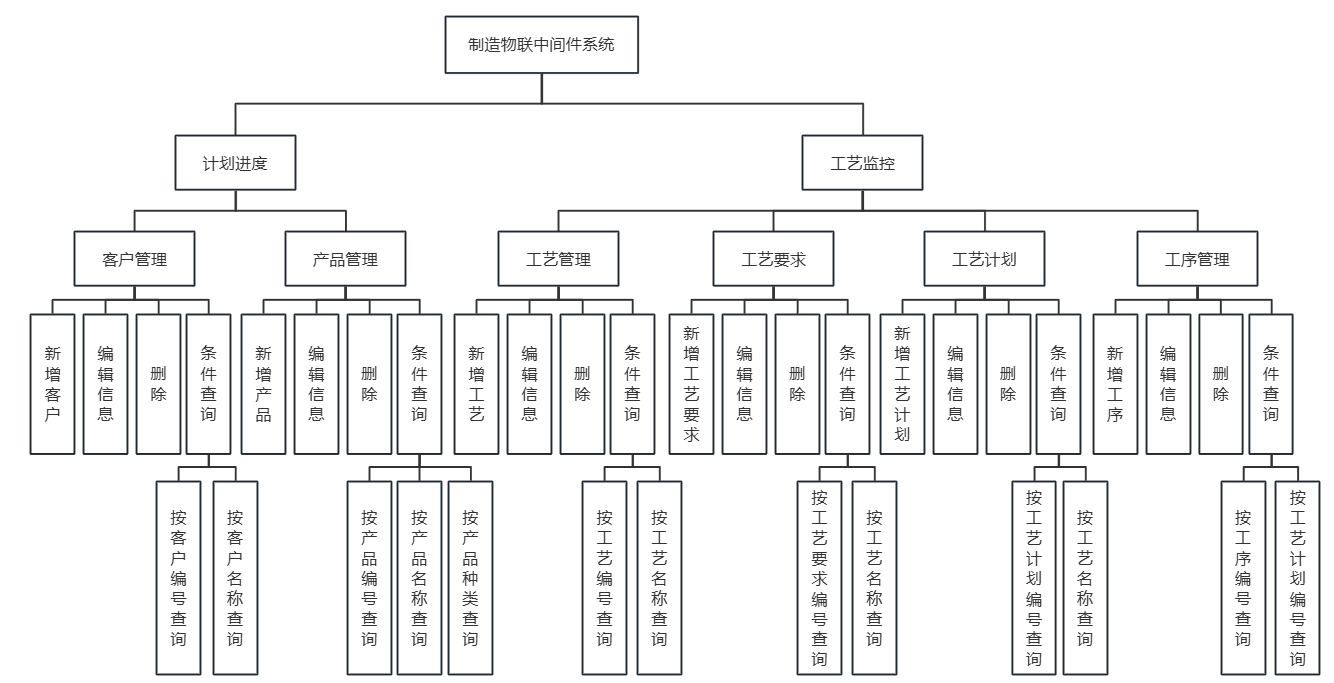 制造物联中间件系统
计划进度
工艺监控
客户管理
产品管理
工艺管理
工艺要求
工艺计划
工序管理
新增客户
编辑信息
删除
条件查询
新增产品
编辑信息
删除
条件查询
新增工艺
编辑信息
删除
条件查询
新增工艺要求
编辑信息
删除
条件查询
新增工艺计划
编辑信息
删除
条件查询
新增工序
编辑信息
删除
条件查询
按客户编号查询
按客户名称查询
按产品编号查询
按产品名称查询
按产品种类查询
按工艺编号查询
按工艺名称查询
按工艺要求编号查询
按工艺名称查询
按工艺计划编号查询
按工艺名称查询
按工序编号查询
按工艺计划编号查询